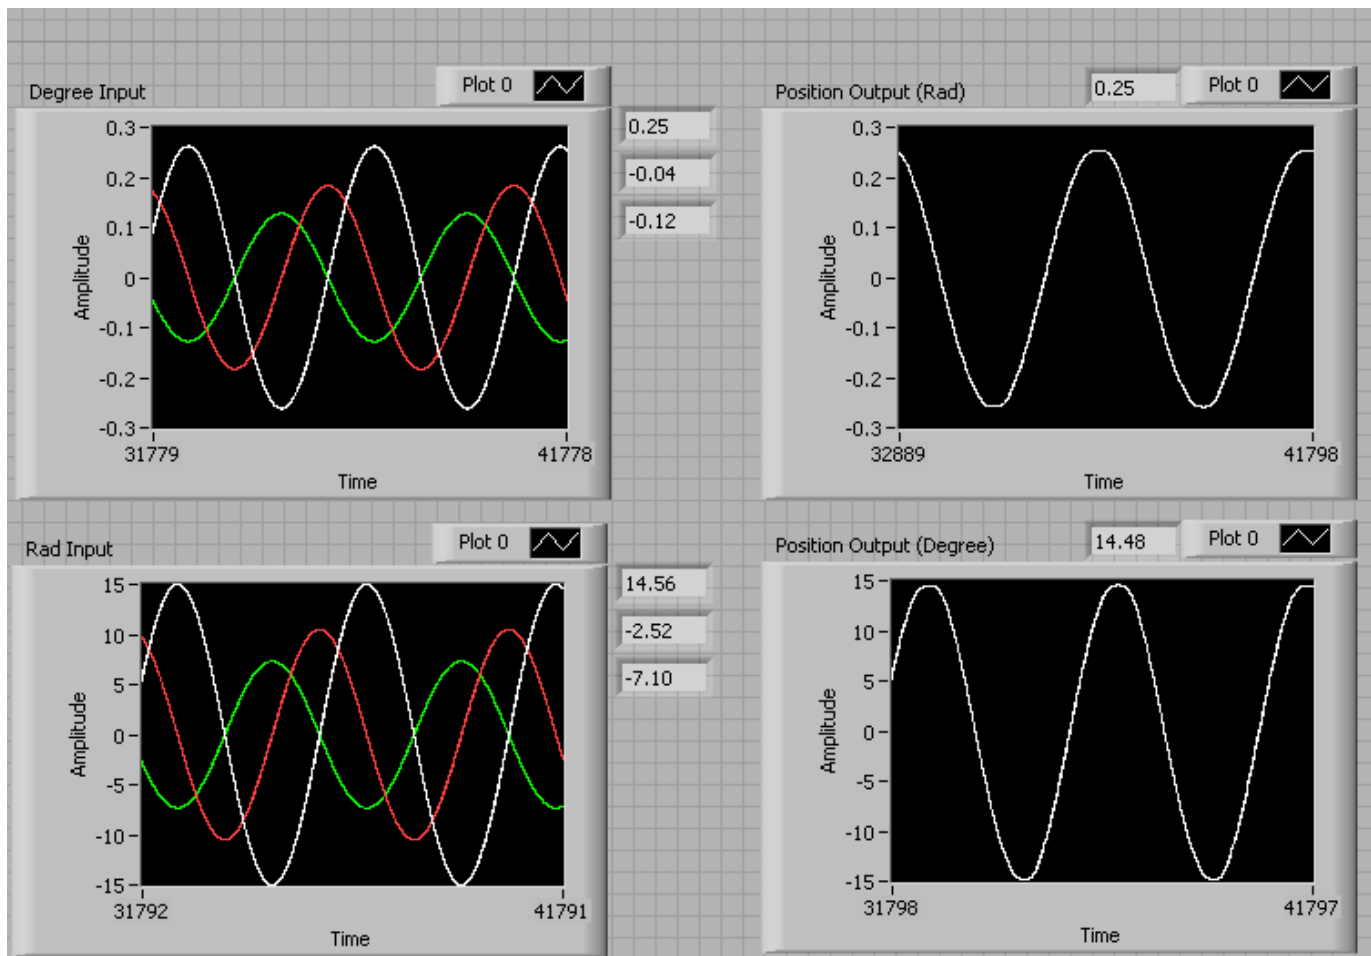 Degree Input
Plot 0
0.3
0.2
0.1
0
-0.1
-0.2
-0.3
Amplitude
31779
41778
Time
0.25
-0.04
-0.12
Position Output (Rad)
0.25
Plot 0
0.3
0.2
0.1
0
-0.1
-0.2
-0.3
Amplitude
32889
41798
Time
Rad Input
Plot 0
15
10
5
0
-5
-10
-15
Amplitude
31792
41791
Time
14.56
-2.52
-7.10
Position Output (Degree)
14.48
Plot 0
15
10
5
0
-5
-10
-15
Amplitude
31798
41797
Time